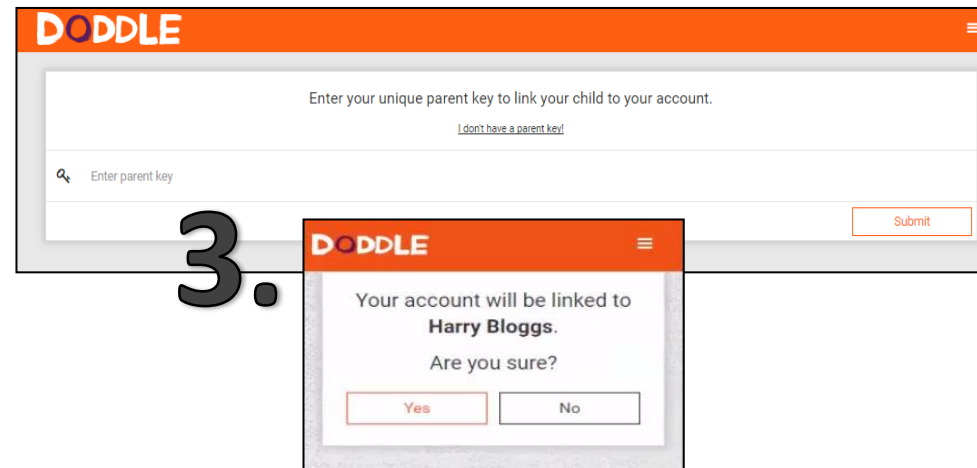 DODDLE
Enter your unique parent key to link your child to your account.
I don't have a parent key!
Enter parent key
Submit
3.
DODDLE
Your account will be linked to
Harry Bloggs.
Are you sure?
Yes
No